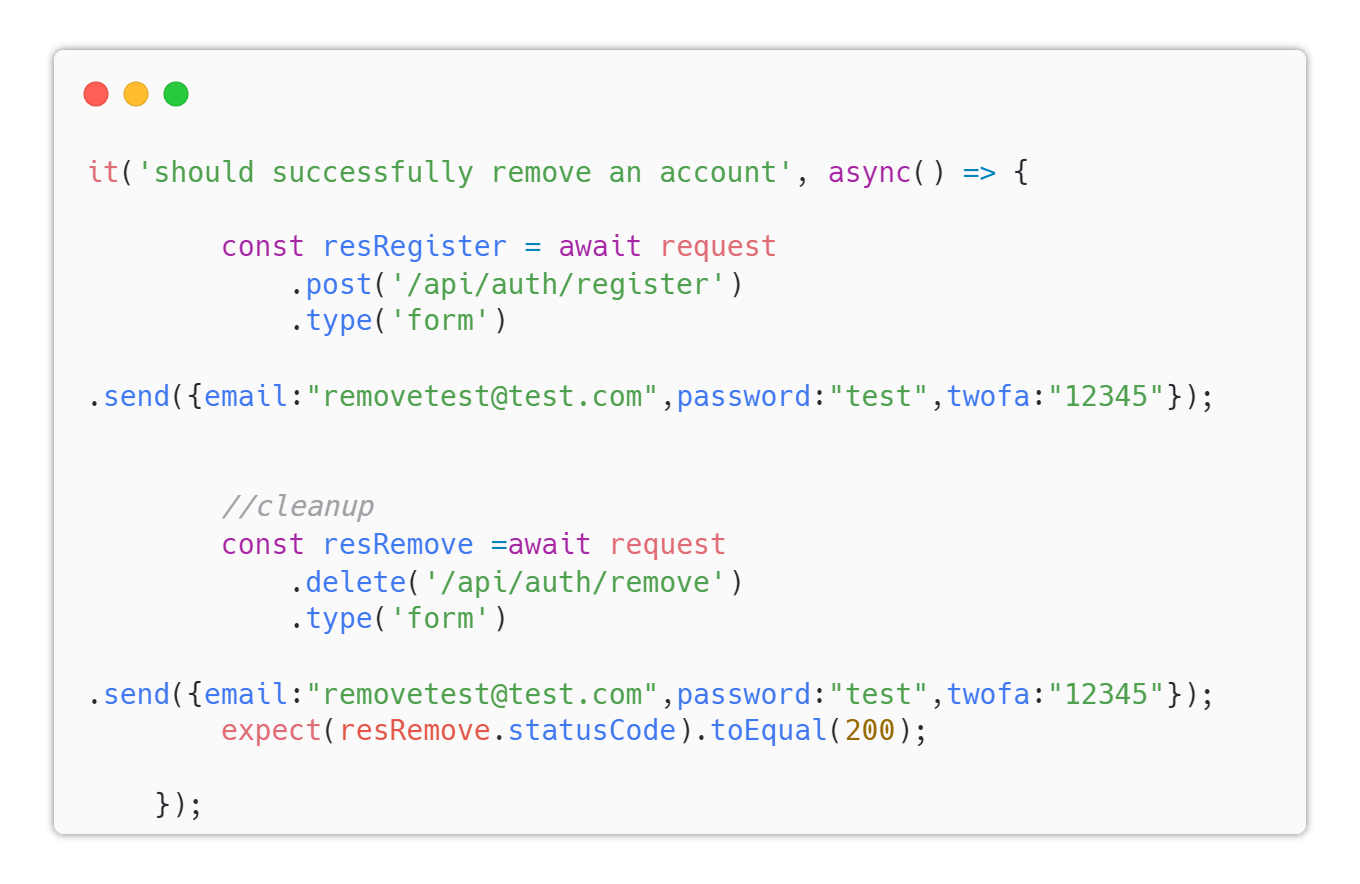 it('should successfully remove an account', async() => {
const resRegister = await request
.post('/api/auth/register')
.type('form')
.send({email:"removetest@test.com",password:"test",twofa:"12345"});
//cleanup
const resRemove =await request
.delete('/api/auth/remove')
.type('form')
.send({email:"removetest@test.com",password:"test",twofa:"12345"});
expect(resRemove.statusCode).toEqual(200);
});